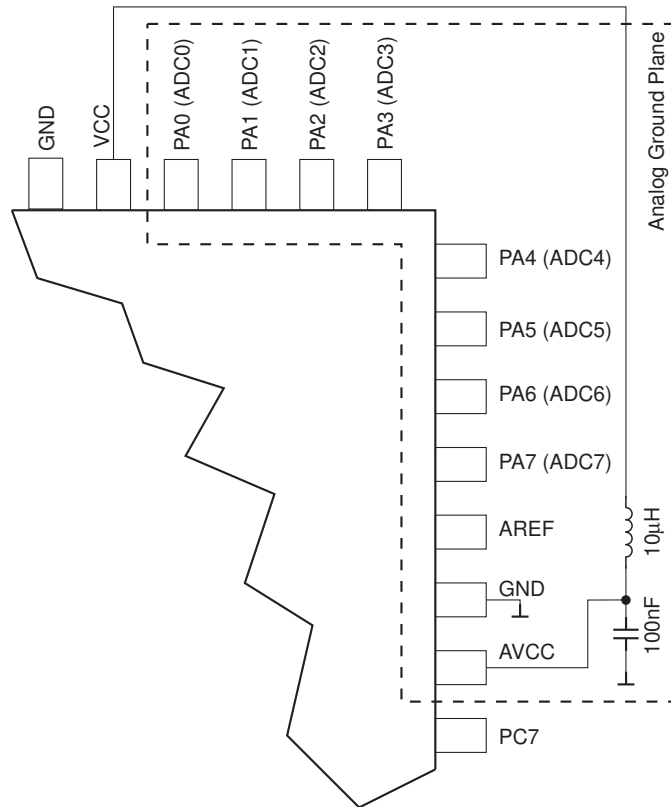 GND
VCC
PA0 (ADC0)
PA1 (ADC1)
PA2 (ADC2)
PA3 (ADC3)
Analog Ground Plane
PA4 (ADC4)
PA5 (ADC5)
PA6 (ADC6)
PA7 (ADC7)
AREF
10µH
GND
AVCC
100nF
PC7